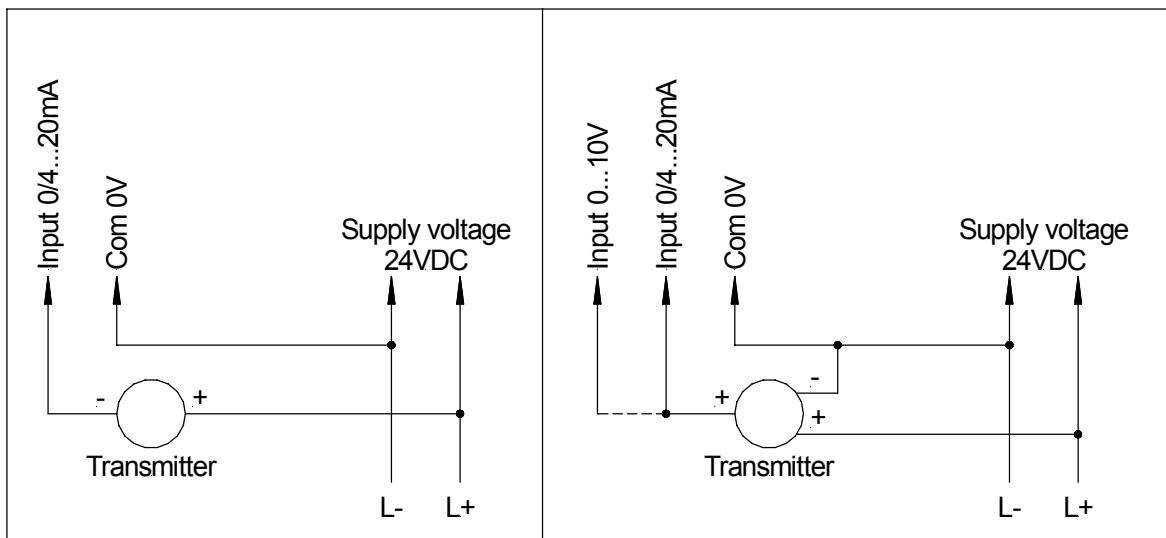 Input 0/4...20mA
Com 0V
Supply voltage
24VDC
-
+
Transmitter
L-
L+
Input 0...10V
Input 0/4...20mA
Com 0V
Supply voltage
24VDC
+
-
+
Transmitter
L-
L+